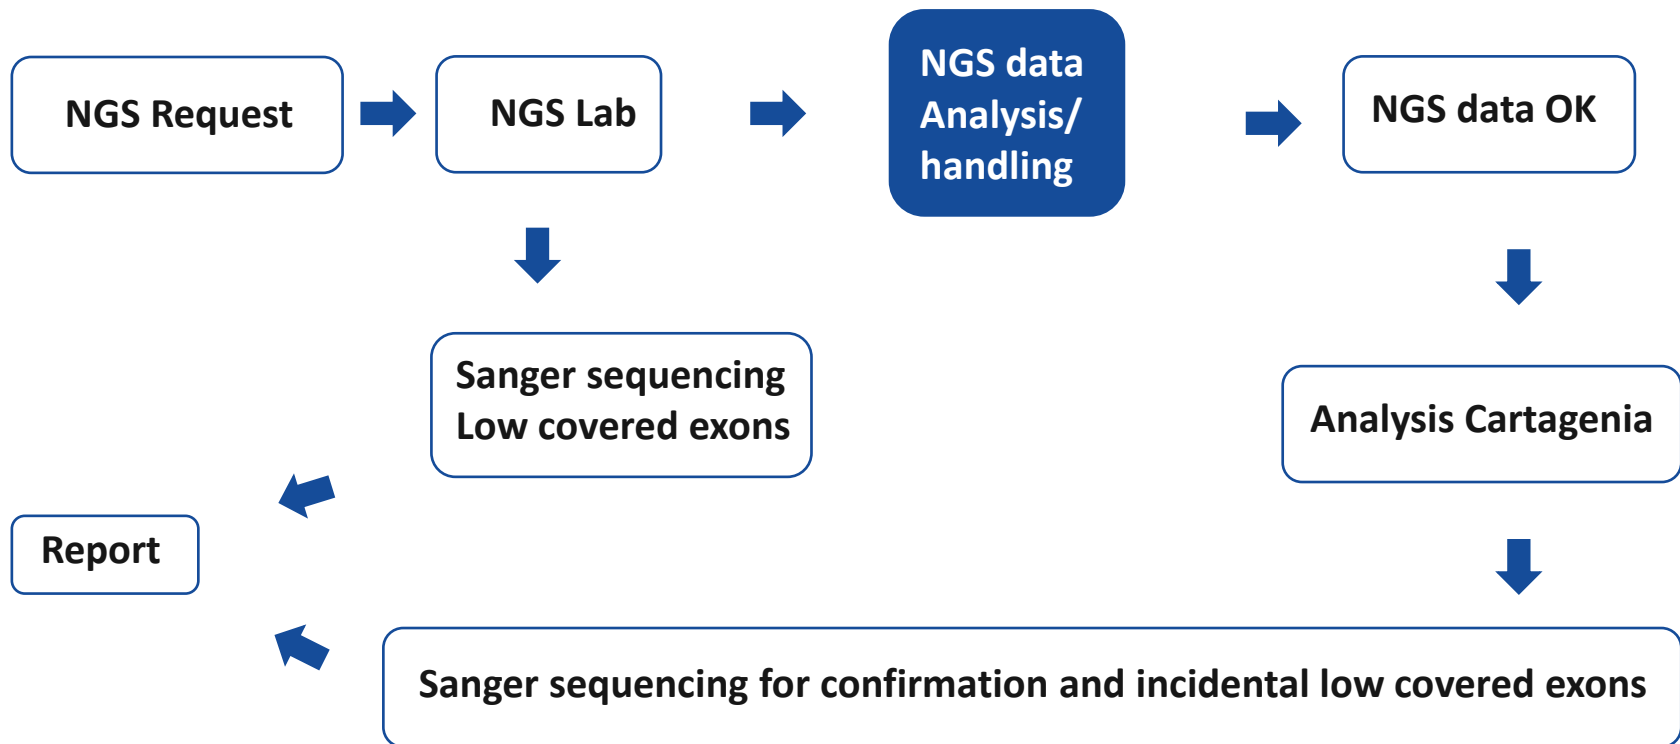 NGS Request
NGS Lab
NGS data
Analysis/
handling
NGS data OK
Sanger sequencing
Low covered exons
Analysis Cartagenia
Report
Sanger sequencing for confirmation and incidental low covered exons